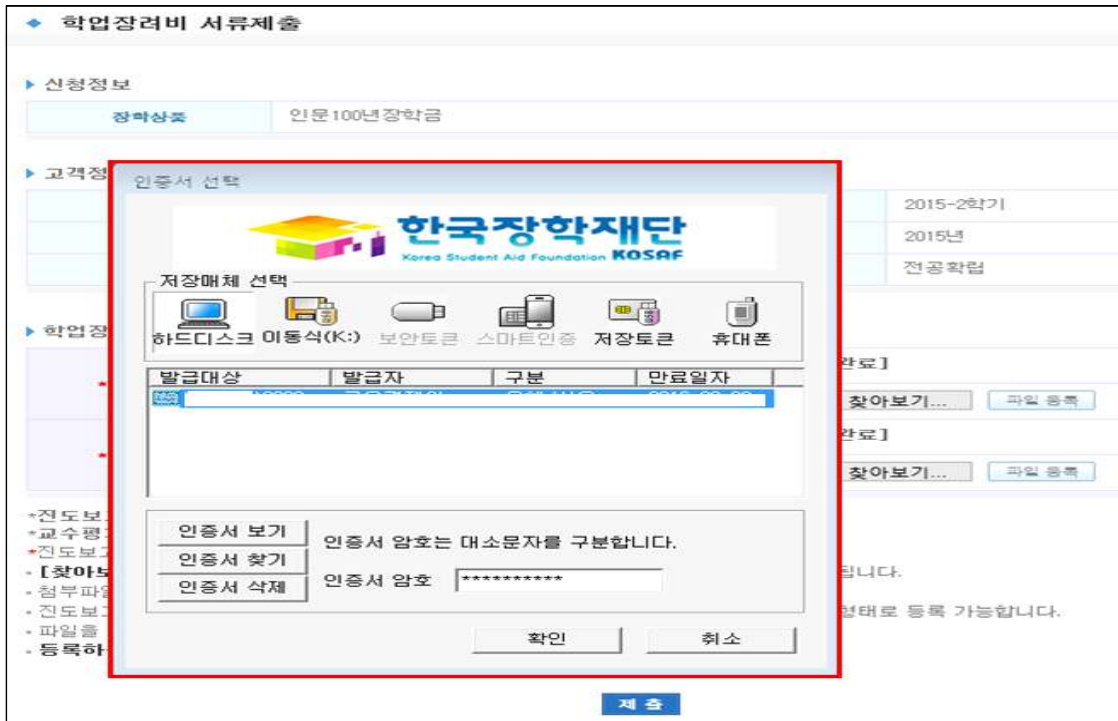 학업장려비 서류제출
신청정보
장학상품 인문100년장학금
고객정
인증서 선택
한국장학재단
Korea Student Aid Foundation KOSAF
2015-2학기
2015년
전공확립
저장매체 선택
하드디스크 이동식(K:) 보안토큰 스마트인증 저장토큰 휴대폰
학업장
발급대상 발급자 구분 만료일자
완료]
찾아보기... 파일 등록
완료]
찾아보기... 파일 등록
*진도보
*교수평
*진도보고
인증서 보기
인증서 찾기
인증서 삭제
인증서 암호는 대소문자를 구분합니다.
인증서 암호 **********
- [찾아보 됩니다.
- 첨부파일
- 진도보고 형태로 등록 가능합니다.
- 파일을
- 등록하
확인 취소
제 출